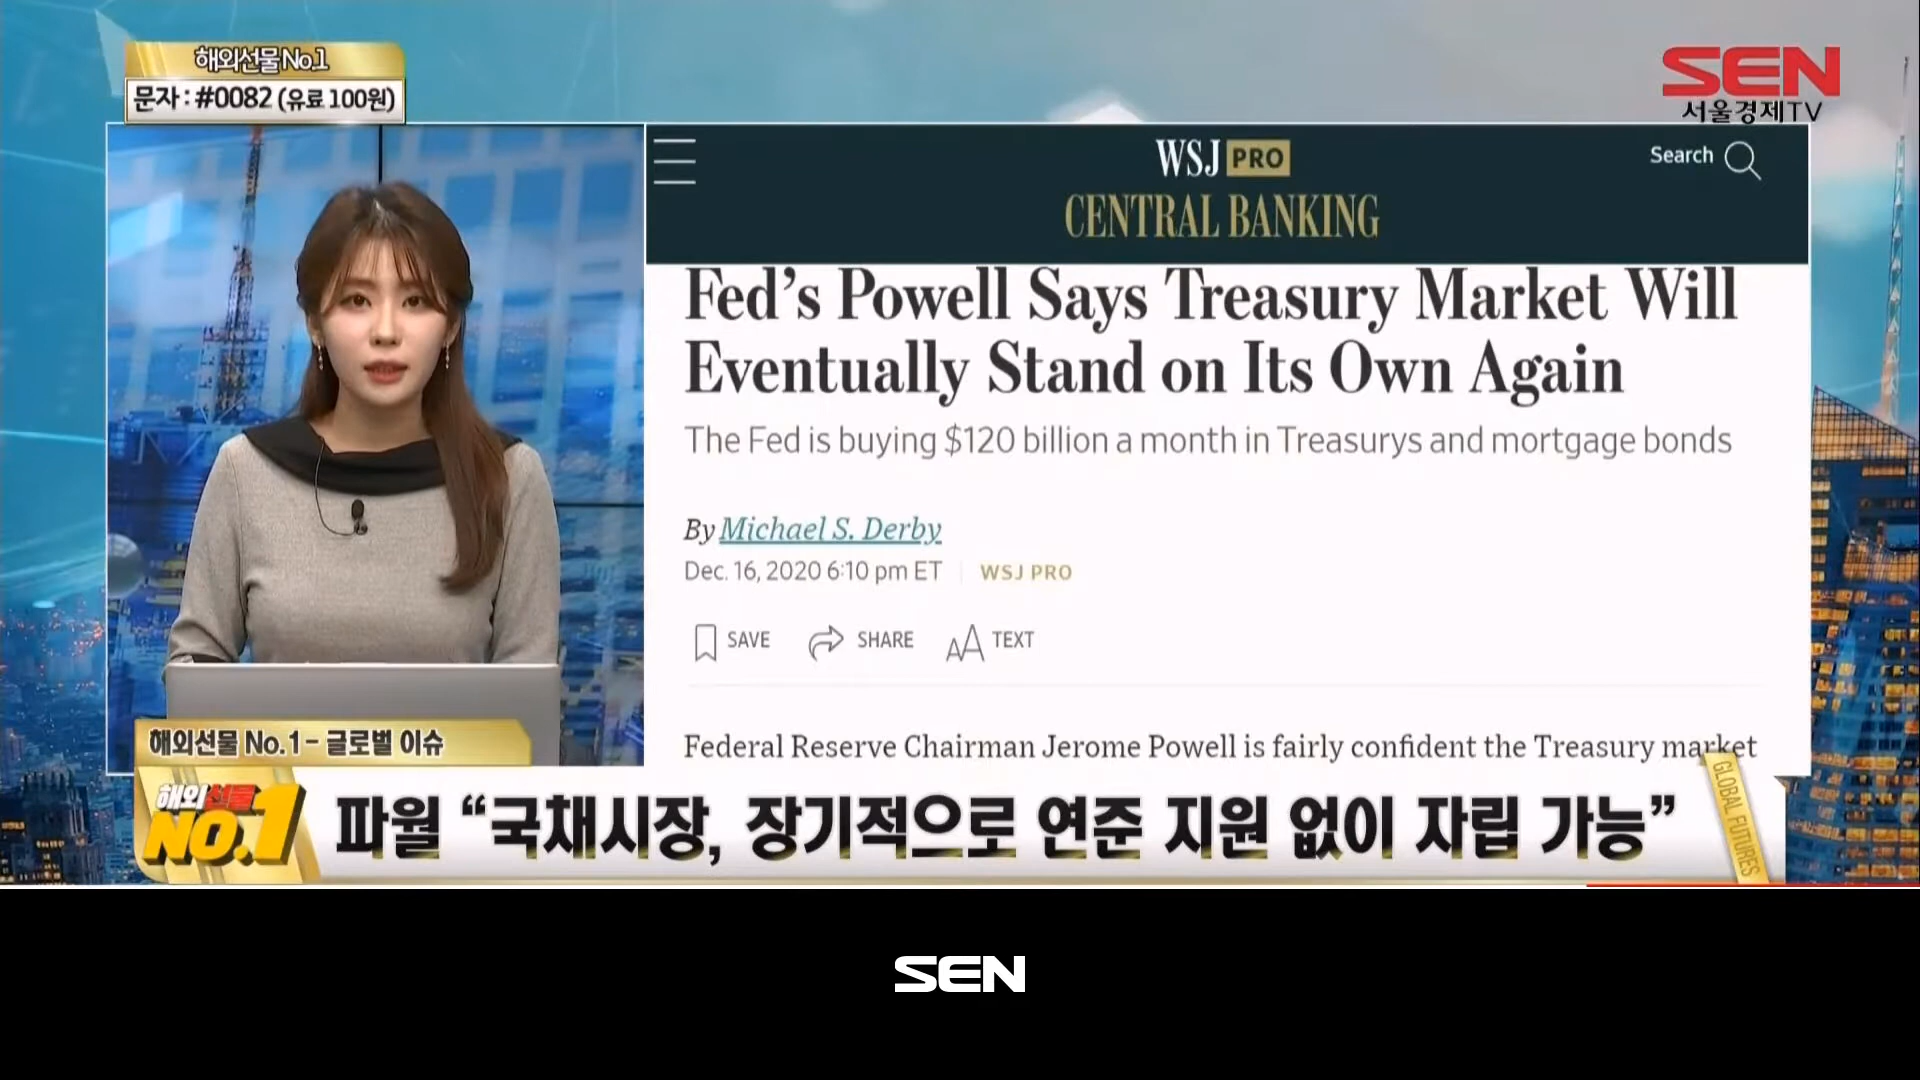 해외선물 No.1
문자 : #0082 (유료 100원)
SEN
서울경제TV
WSJ PRO
Search
CENTRAL BANKING
Fed’s Powell Says Treasury Market Will
Eventually Stand on Its Own Again
The Fed is buying $120 billion a month in Treasurys and mortgage bonds
By Michael S. Derby
Dec. 16, 2020 6:10 pm ET WSJ PRO
SAVE SHARE AA TEXT
Federal Reserve Chairman Jerome Powell is fairly confident the Treasury market
해외선물 No.1 - 글로벌 이슈
해외선물
NO.1
파월 “국채시장, 장기적으로 연준 지원 없이 자립 가능”
GLOBAL FUTURES
SEN